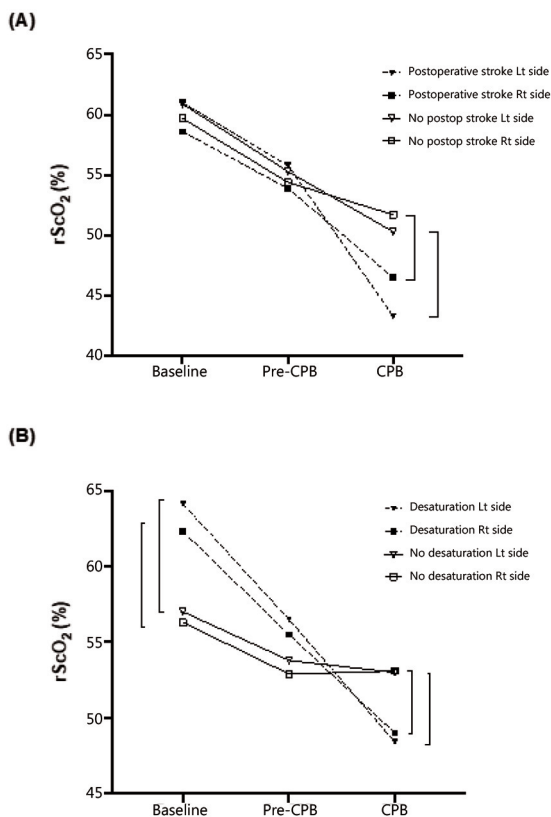 (A)
65
60
55
50
45
40
rScO2 (%)
Baseline
Pre-CPB
CPB
Postoperative stroke Lt side
Postoperative stroke Rt side
No postop stroke Lt side
No postop stroke Rt side
(B)
65
60
55
50
45
rScO2 (%)
Baseline
Pre-CPB
CPB
Desaturation Lt side
Desaturation Rt side
No desaturation Lt side
No desaturation Rt side